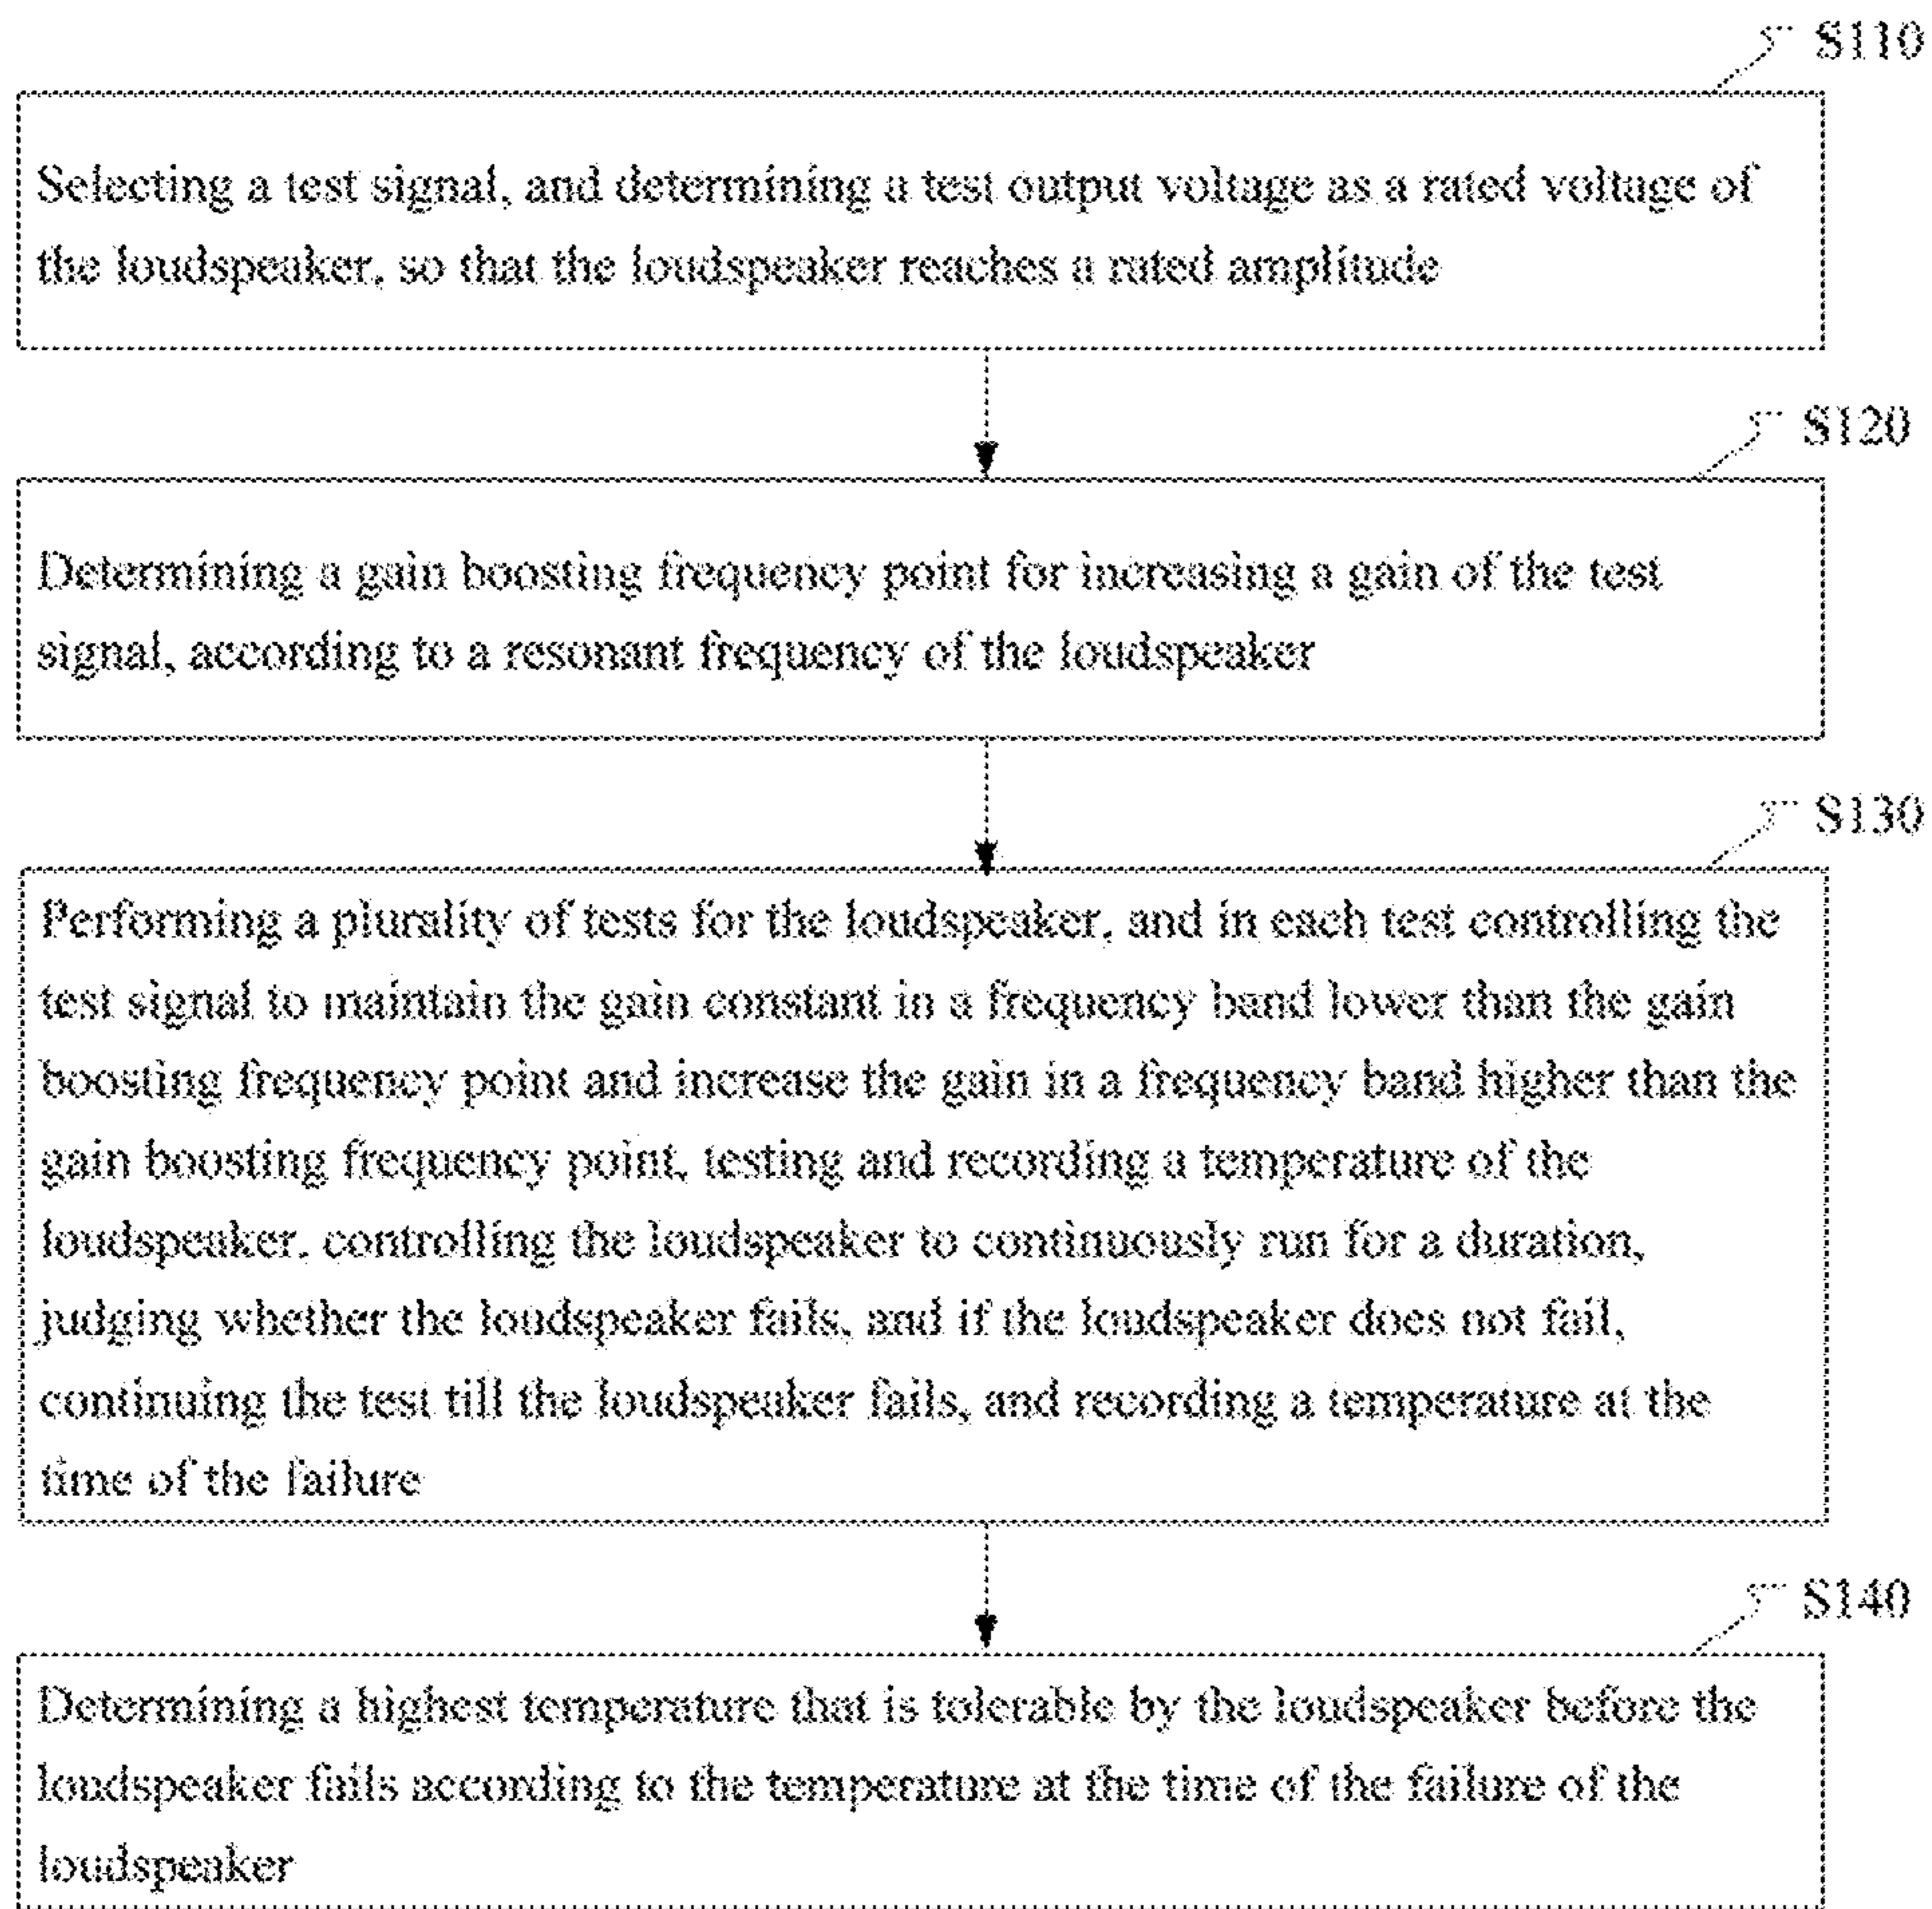 S110
Selecting a test signal, and determining a test output voltage as a rated voltage of
the loudspeaker, so that the loudspeaker reaches a rated amplitude
S120
Determining a gain boosting frequency point for increasing a gain of the test
signal, according to a resonant frequency of the loudspeaker
S130
Performing a plurality of tests for the loudspeaker, and in each test controlling the
test signal to maintain the gain constant in a frequency band lower than the gain
boosting frequency point and increase the gain in a frequency band higher than the
gain boosting frequency point, testing and recording a temperature of the
loudspeaker, controlling the loudspeaker to continuously run for a duration,
judging whether the loudspeaker fails, and if the loudspeaker does not fail,
continuing the test till the loudspeaker fails, and recording a temperature at the
time of the failure
S140
Determining a highest temperature that is tolerable by the loudspeaker before the
loudspeaker fails according to the temperature at the time of the failure of the
loudspeaker